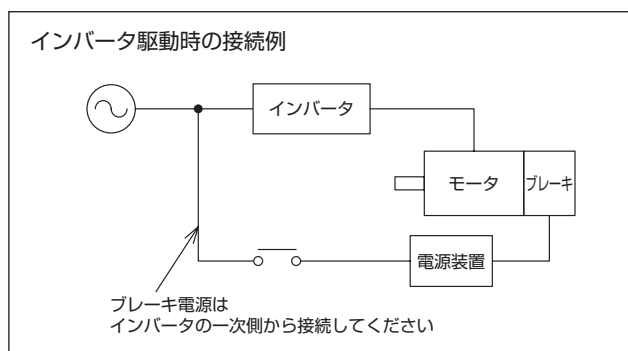 インバータ駆動時の接続例
インバータ
モータ
ブレーキ
電源装置
ブレーキ電源は
インバータの一次側から接続してください